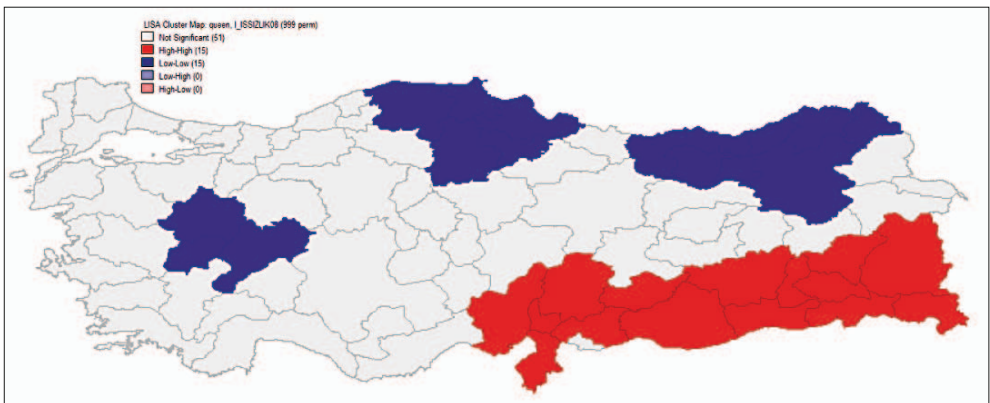 LISA Cluster Map: queen, I_ISSIZLIK08 (999 perm)
Not Significant (51)
High-High (15)
Low-Low (15)
Low-High (0)
High-Low (0)